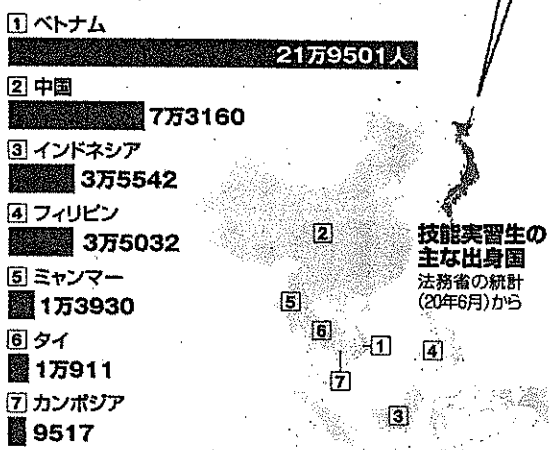 1 ベトナム
21万9501人
2 中国
7万3160
3 インドネシア
3万5542
4 フィリピン
3万5032
5 ミャンマー
1万3930
6 タイ
1万911
7 カンボジア
9517
技能実習生の
主な出身国
法務省の統計
(20年6月)から
2
5
6
1
4
7
3